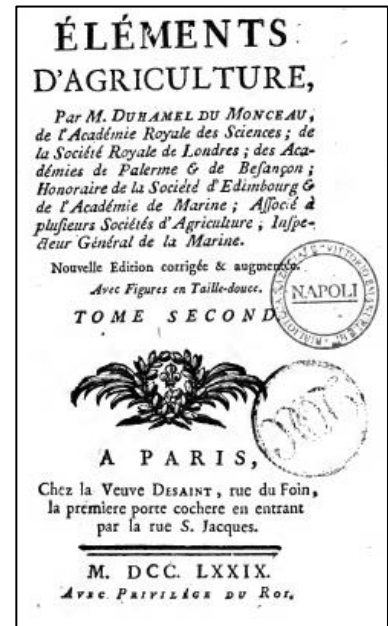 ÉLÉMENTS
D'AGRICULTURE,
Par M. DUHAMEL DU MONCEAU,
de l'Académie Royale des Sciences ; de
la Société Royale de Londres ; des Aca-
démies de Palerme & de Besançon ;
Honoraire de la Société d'Edimbourg &
de l'Académie de Marine ; Associé à
plusieurs Sociétés d'Agriculture ; Inspe-
cteur Général de la Marine.
Nouvelle Edition corrigée & augmentée.
Avec Figures en Taille-douce.
TOME SECOND
NAPOLI
A PARIS,
Chez la Veuve DESAINT, rue du Foin,
la premiere porte cochere en entrant
par la rue S. Jacques.
M. DCC. LXXIX.
AVEC PRIVILÉGE DU ROI.